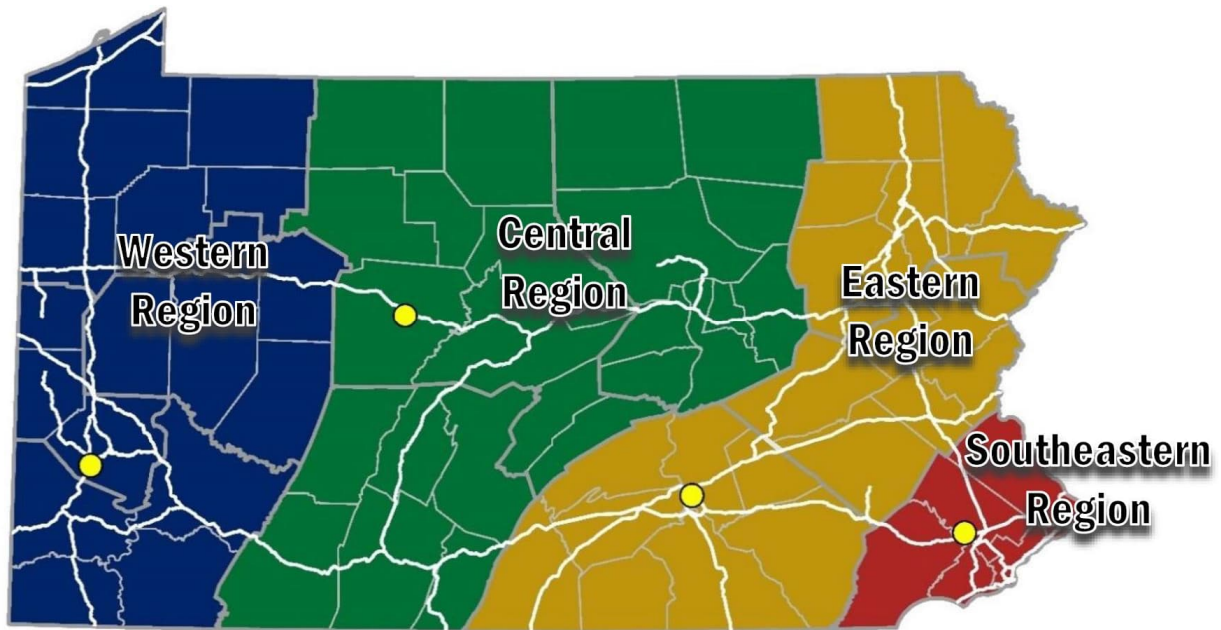 Western
Region
Central
Region
Eastern
Region
Southeastern
Region